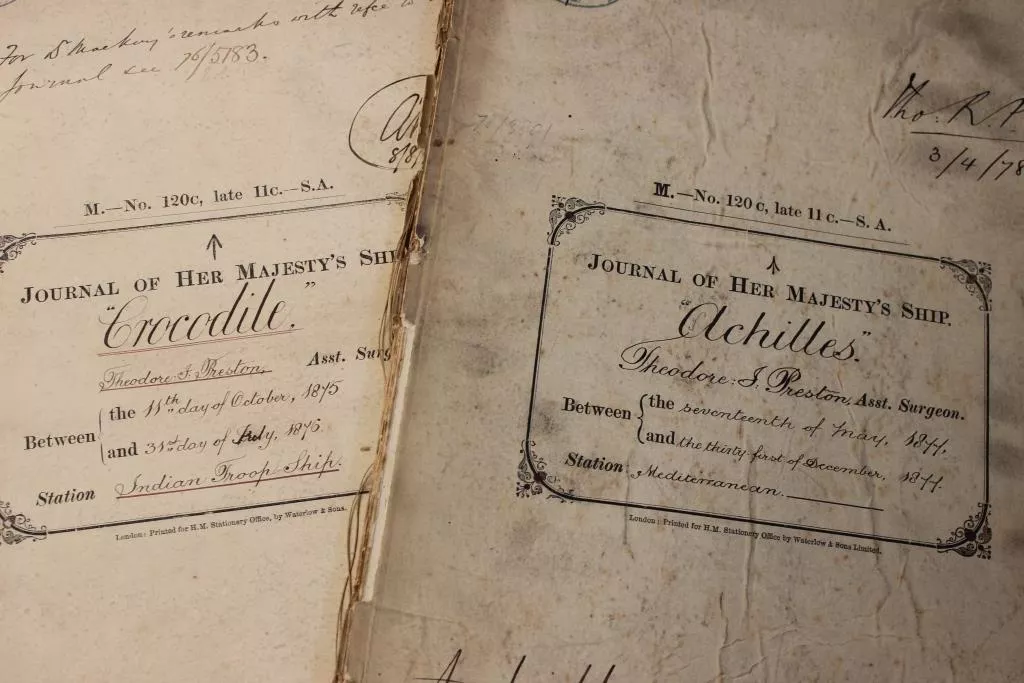 For Dr Mackay's remarks with refce to
Journal see 76/5183.
M.—No. 120c, late 11c.—S.A.
JOURNAL OF HER MAJESTY'S SHI
"Crocodile."
Theodore. J. Preston, Asst. Surg
Between the 11th day of October, 1875
and 31st day of July, 1876.
Station Indian Troop Ship.
London: Printed for H.M. Stationery Office, by Waterlow & Sons.
Tho. R. P
3/4/78
M.—No. 120 c, late 11 c.—S.A.
JOURNAL OF HER MAJESTY'S SHIP.
"Achilles."
Theodore. J. Preston, Asst. Surgeon.
Between the seventeenth of May, 1877,
and the thirty first of December, 1877.
Station Mediterranean.
London: Printed for H.M. Stationery Office by Waterlow & Sons Limited.